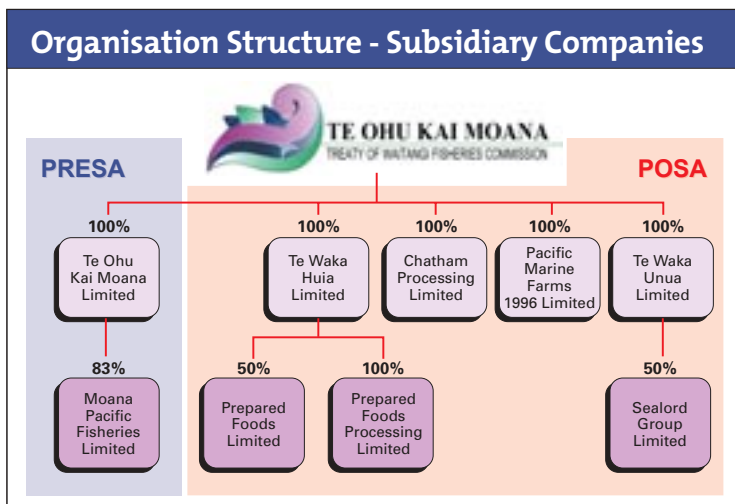 Organisation Structure - Subsidiary Companies
TE OHU KAI MOANA
TREATY OF WAITANGI FISHERIES COMMISSION
PRESA
POSA
100%
100%
100%
100%
100%
Te Ohu
Kai Moana
Limited
Te Waka
Huia
Limited
Chatham
Processing
Limited
Pacific
Marine
Farms
1996 Limited
Te Waka
Unua
Limited
83%
50%
100%
50%
Moana
Pacific
Fisheries
Limited
Prepared
Foods
Limited
Prepared
Foods
Processing
Limited
Sealord
Group
Limited